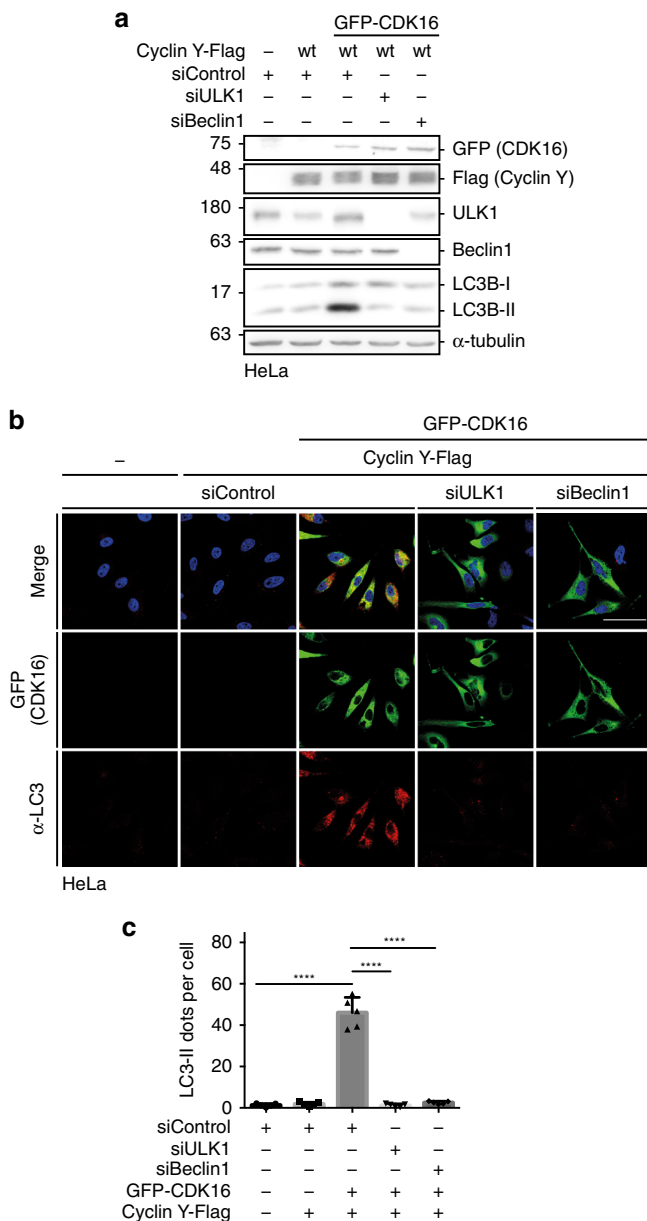 a
GFP-CDK16
Cyclin Y-Flag – wt wt wt wt
siControl + + + – –
siULK1 – – – + –
siBeclin1 – – – – +
75 GFP (CDK16)
48 Flag (Cyclin Y)
180 ULK1
63 Beclin1
LC3B-I
17
LC3B-II
63 α-tubulin
HeLa
b
GFP-CDK16
– Cyclin Y-Flag
siControl siULK1 siBeclin1
Merge
GFP (CDK16)
α-LC3
HeLa
c
LC3-II dots per cell
80
60
40
20
0
****
****
****
siControl + + + – –
siULK1 – – – + –
siBeclin1 – – – – +
GFP-CDK16 – – + + +
Cyclin Y-Flag – + + + +